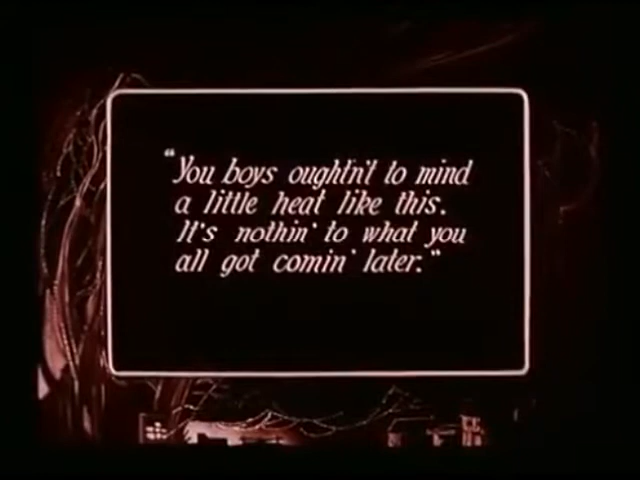 "You boys oughtn't to mind
a little heat like this.
It's nothin' to what you
all got comin' later."